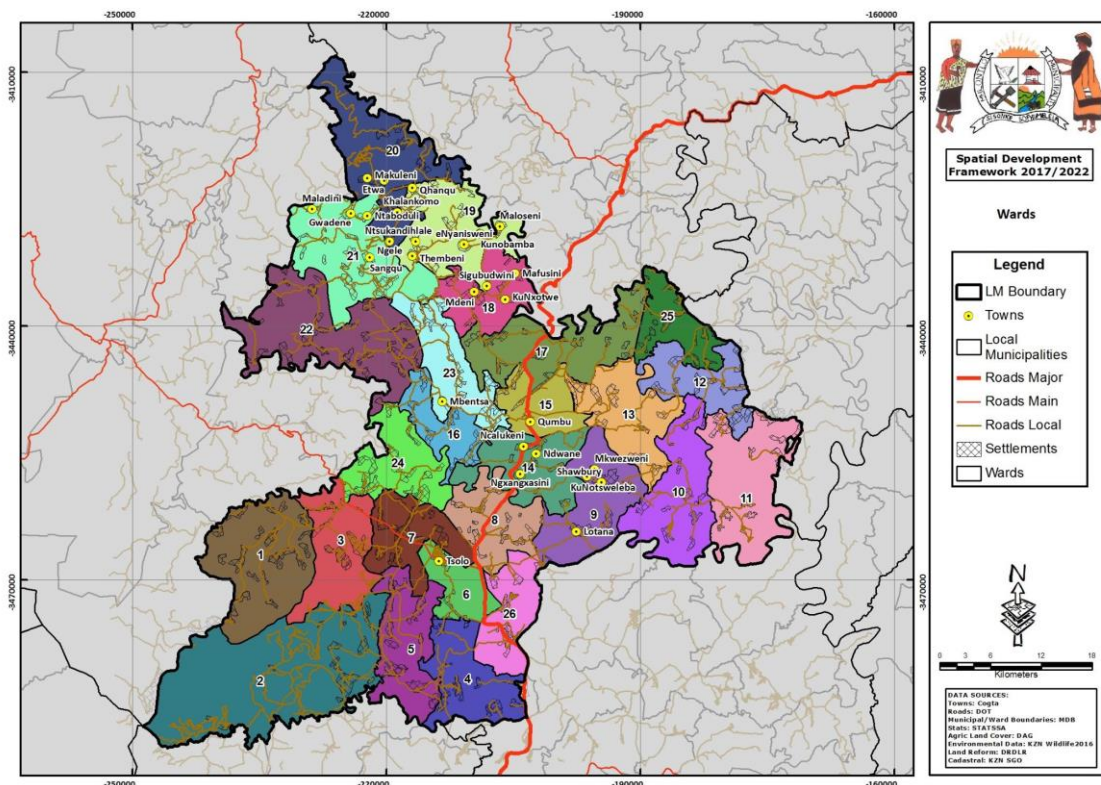 -250000
-220000
-190000
-160000
-3410000
-3440000
-3470000
20
Makuleni
Etwa
Qhanqu
Khalankomo
Maladini
Gwadene
Ntaboduli
19
Maloseni
Ntsukandihlale
eNyanisweni
Kunobamba
Ngele
21
Thembeni
Sangqu
Sigubudwini
Mafusini
Mdeni
18
KuNxotwe
22
25
17
23
12
Mbentsa
15
13
16
Qumbu
Ncalukeni
24
Ndwane
14
Mkwezweni
Shawbury
Ngxangxasini
KuNotsweleba
10
11
8
9
Lotana
1
3
7
Tsolo
6
26
5
2
4
-250000
-220000
-190000
-160000
Spatial Development
Framework 2017/2022
Wards
Legend
LM Boundary
Towns
Local
Municipalities
Roads Major
Roads Main
Roads Local
Settlements
Wards
N
0 3 6 12 18
Kilometers
DATA SOURCES:
Towns: Cogta
Roads: DOT
Municipal/Ward Boundaries: MDB
Stats: STATSSA
Agric Land Cover: DAG
Environmental Data: KZN Wildlife2016
Land Reform: DRDLR
Cadastral: KZN SGO